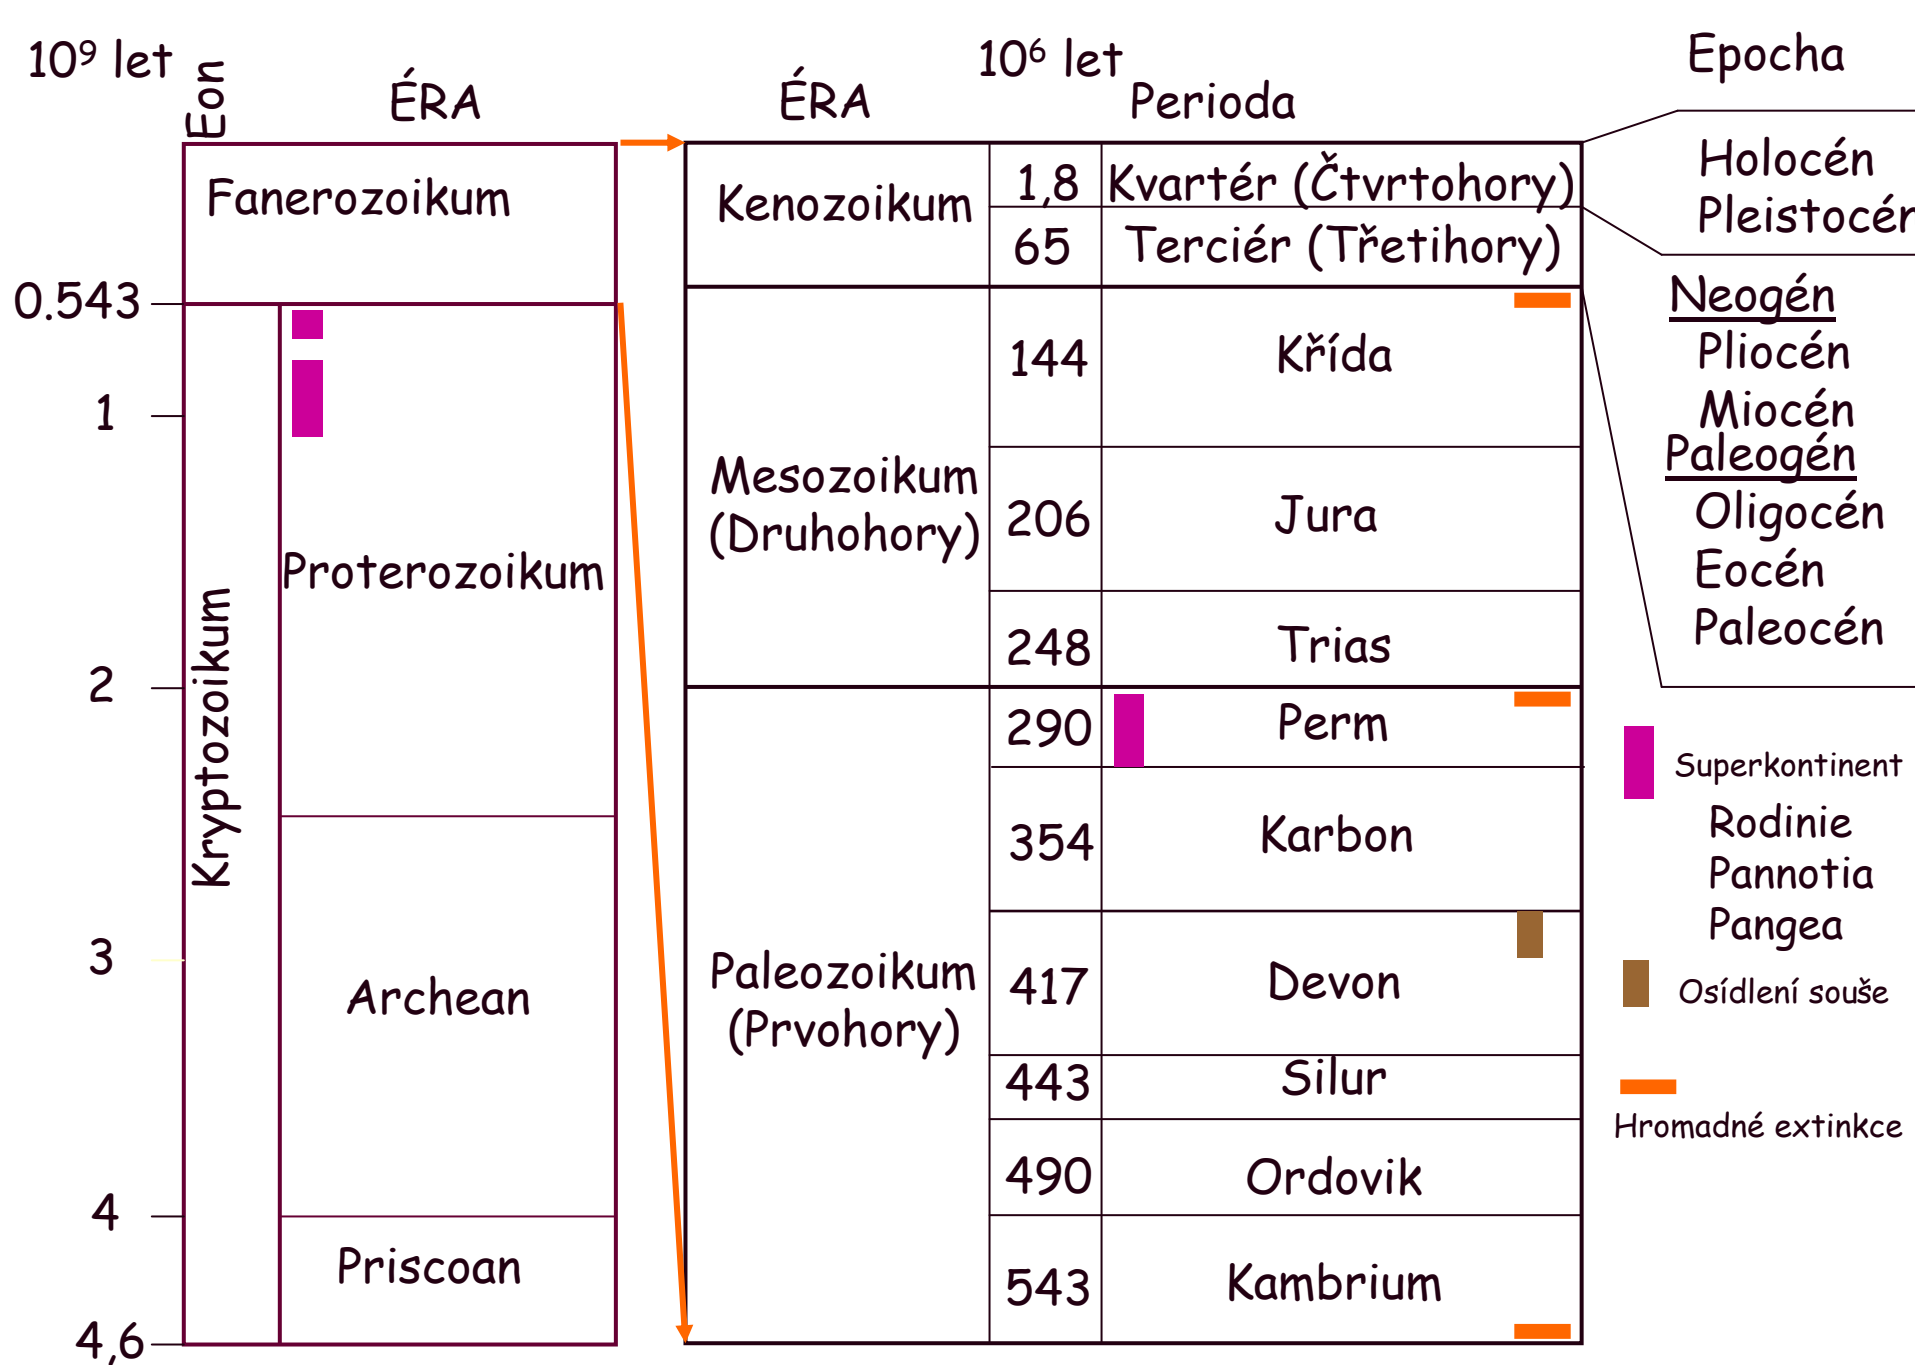 10⁹ let
Eon
ÉRA
Fanerozoikum
0.543
1
2
3
4
4,6
Kryptozoikum
Proterozoikum
Archean
Priscoan
ÉRA
10⁶ let
Perioda
Epocha
Kenozoikum
1,8 Kvartér (Čtvrtohory)
65 Terciér (Třetihory)
Mesozoikum
(Druhohory)
144 Křída
206 Jura
248 Trias
Paleozoikum
(Prvohory)
290 Perm
354 Karbon
417 Devon
443 Silur
490 Ordovik
543 Kambrium
Holocén
Pleistocén
Neogén
Pliocén
Miocén
Paleogén
Oligocén
Eocén
Paleocén
Superkontinent
Rodinie
Pannotia
Pangea
Osídlení souše
Hromadné extinkce